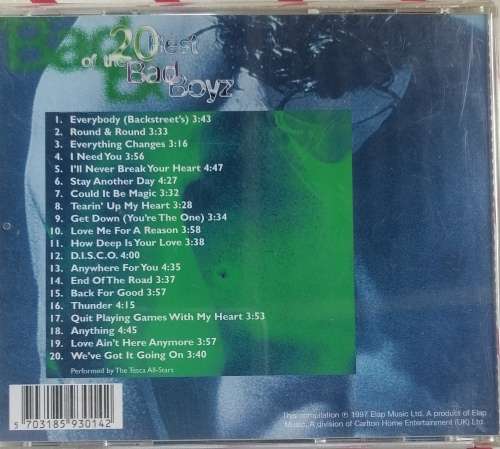 20 Best
of the Bad
Boyz
1. Everybody (Backstreet's) 3:43
2. Round & Round 3:33
3. Everything Changes 3:16
4. I Need You 3:56
5. I'll Never Break Your Heart 4:47
6. Stay Another Day 4:27
7. Could It Be Magic 3:32
8. Tearin' Up My Heart 3:28
9. Get Down (You're The One) 3:34
10. Love Me For A Reason 3:58
11. How Deep Is Your Love 3:38
12. D.I.S.C.O. 4:00
13. Anywhere For You 4:35
14. End Of The Road 3:37
15. Back For Good 3:57
16. Thunder 4:15
17. Quit Playing Games With My Heart 3:53
18. Anything 4:45
19. Love Ain't Here Anymore 3:57
20. We've Got It Going On 3:40
Performed by The Tesca All-Stars
5 703185 930142
This compilation ℗ 1997 Elap Music Ltd. A product of Elap
Music, A division of Carlton Home Entertainment (UK) Ltd.